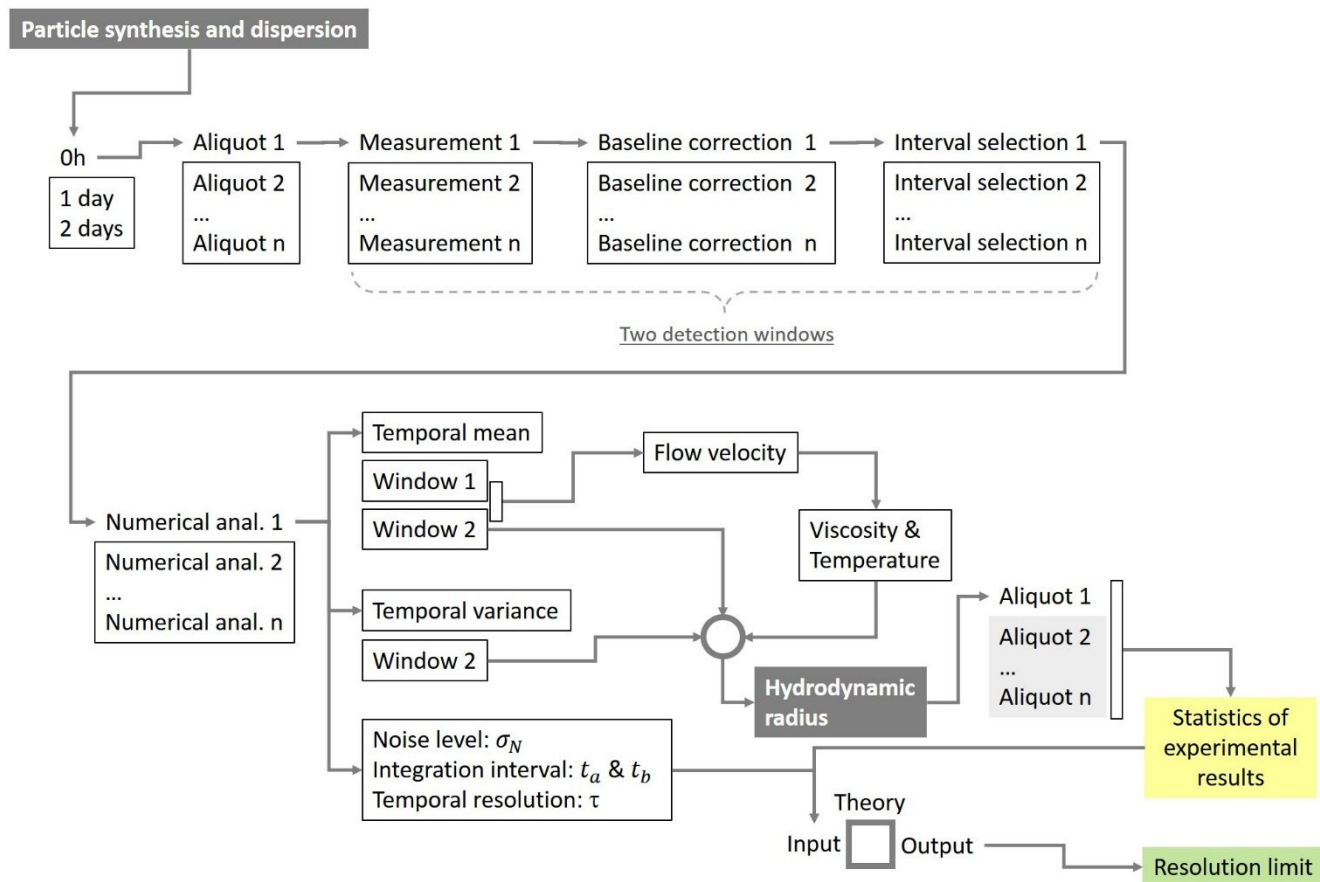 Particle synthesis and dispersion
0h
1 day
2 days
Aliquot 1
Aliquot 2
...
Aliquot n
Measurement 1
Measurement 2
...
Measurement n
Baseline correction 1
Baseline correction 2
...
Baseline correction n
Interval selection 1
Interval selection 2
...
Interval selection n
Two detection windows
Numerical anal. 1
Numerical anal. 2
...
Numerical anal. n
Temporal mean
Window 1
Window 2
Temporal variance
Window 2
Noise level: σ_N
Integration interval: t_a & t_b
Temporal resolution: τ
Flow velocity
Viscosity &
Temperature
Hydrodynamic
radius
Aliquot 1
Aliquot 2
...
Aliquot n
Statistics of
experimental
results
Theory
Input
Output
Resolution limit